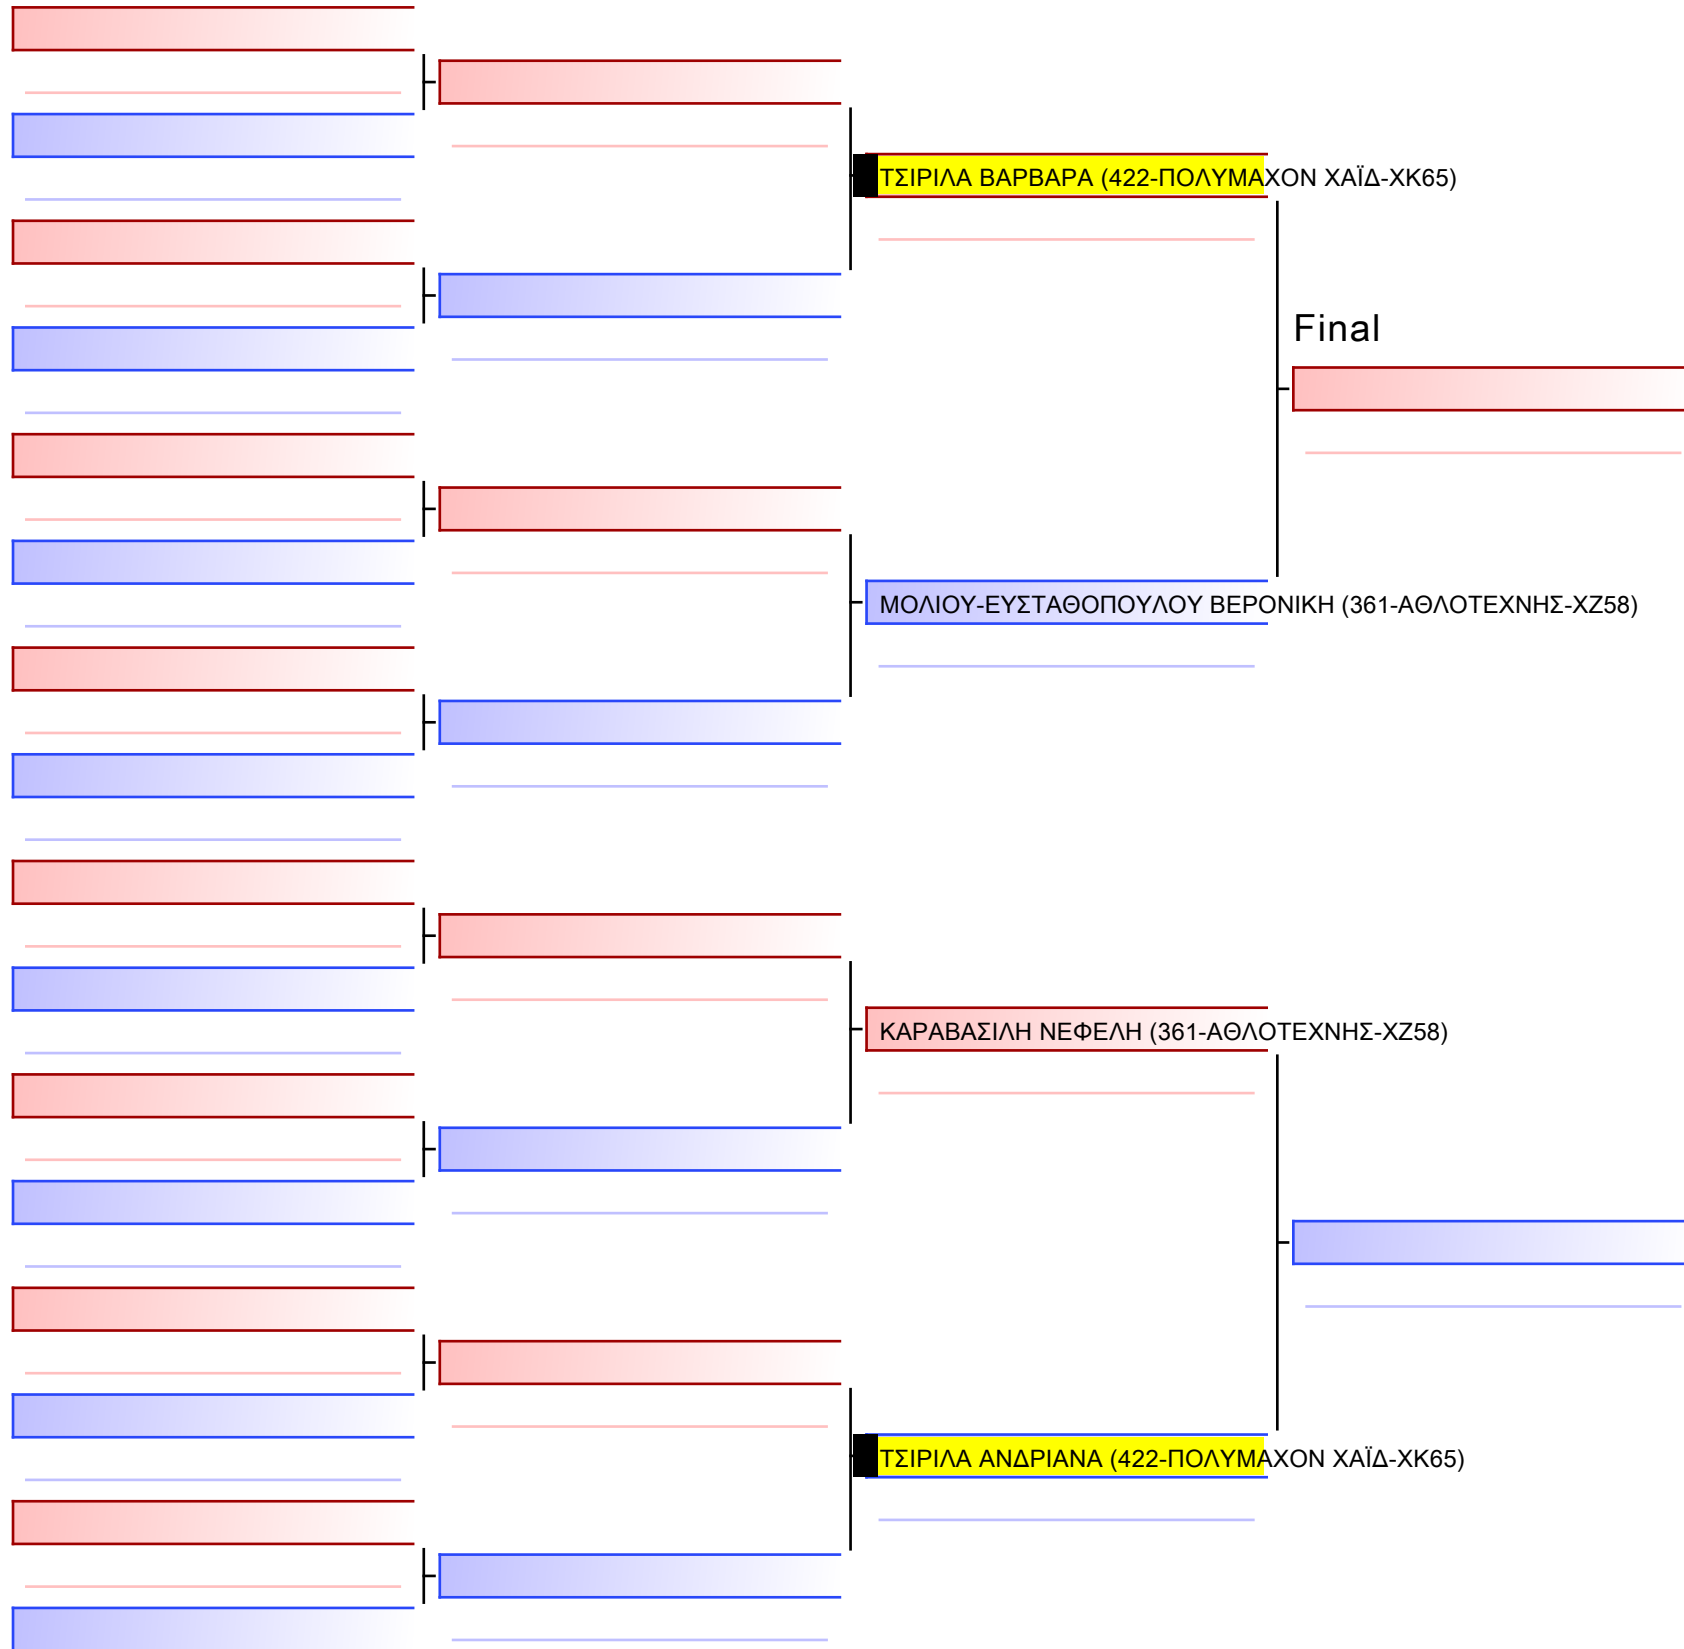 ΤΣΙΡΙΛΑ ΒΑΡΒΑΡΑ (422-ΠΟΛΥΜΑΧΟΝ ΧΑΪΔ-ΧΚ65)
Final
ΜΟΛΙΟΥ-ΕΥΣΤΑΘΟΠΟΥΛΟΥ ΒΕΡΟΝΙΚΗ (361-ΑΘΛΟΤΕΧΝΗΣ-ΧΖ58)
ΚΑΡΑΒΑΣΙΛΗ ΝΕΦΕΛΗ (361-ΑΘΛΟΤΕΧΝΗΣ-ΧΖ58)
ΤΣΙΡΙΛΑ ΑΝΔΡΙΑΝΑ (422-ΠΟΛΥΜΑΧΟΝ ΧΑΪΔ-ΧΚ65)